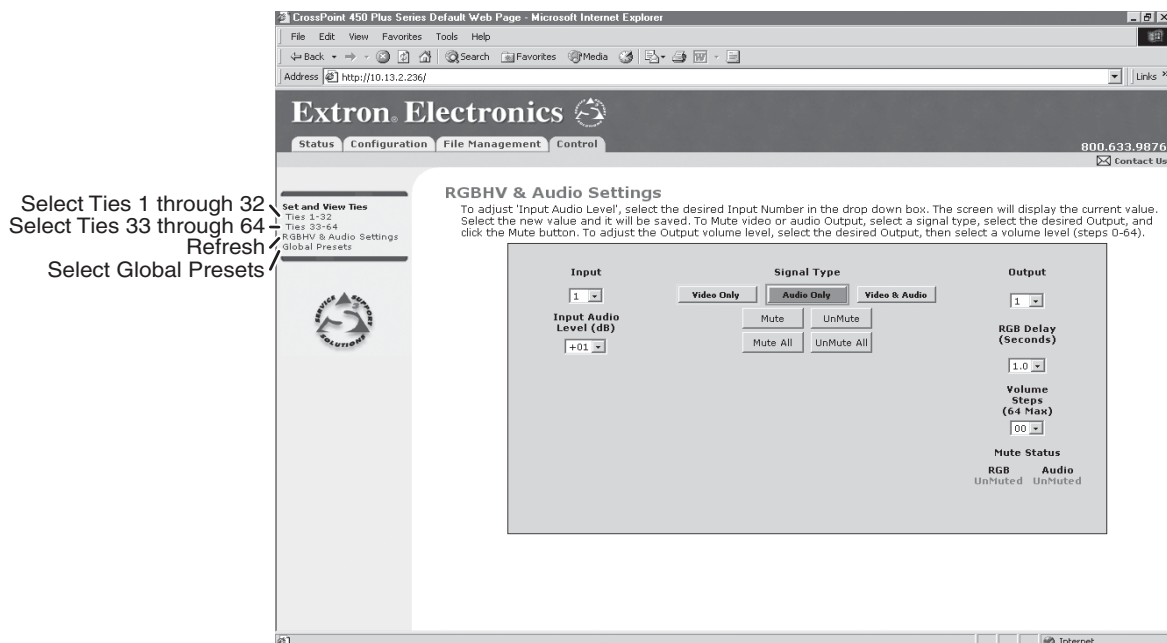 CrossPoint 450 Plus Series Default Web Page - Microsoft Internet Explorer
File Edit View Favorites Tools Help
Back Search Favorites Media
Address http://10.13.2.236/ Links »
Extron® Electronics
SERVICE SUPPORT SOLUTIONS
Status Configuration File Management Control
800.633.9876
Contact Us
Select Ties 1 through 32
Select Ties 33 through 64
Refresh
Select Global Presets
Set and View Ties
Ties 1-32
Ties 33-64
RGBHV & Audio Settings
Global Presets
SERVICE SUPPORT SOLUTIONS
S3
RGBHV & Audio Settings
To adjust 'Input Audio Level', select the desired Input Number in the drop down box. The screen will display the current value.
Select the new value and it will be saved. To Mute video or audio Output, select a signal type, select the desired Output, and
click the Mute button. To adjust the Output volume level, select the desired Output, then select a volume level (steps 0-64).
Input
1
Input Audio
Level (dB)
+01
Signal Type
Video Only Audio Only Video & Audio
Mute UnMute
Mute All UnMute All
Output
1
RGB Delay
(Seconds)
1.0
Volume
Steps
(64 Max)
00
Mute Status
RGB Audio
UnMuted UnMuted
Internet